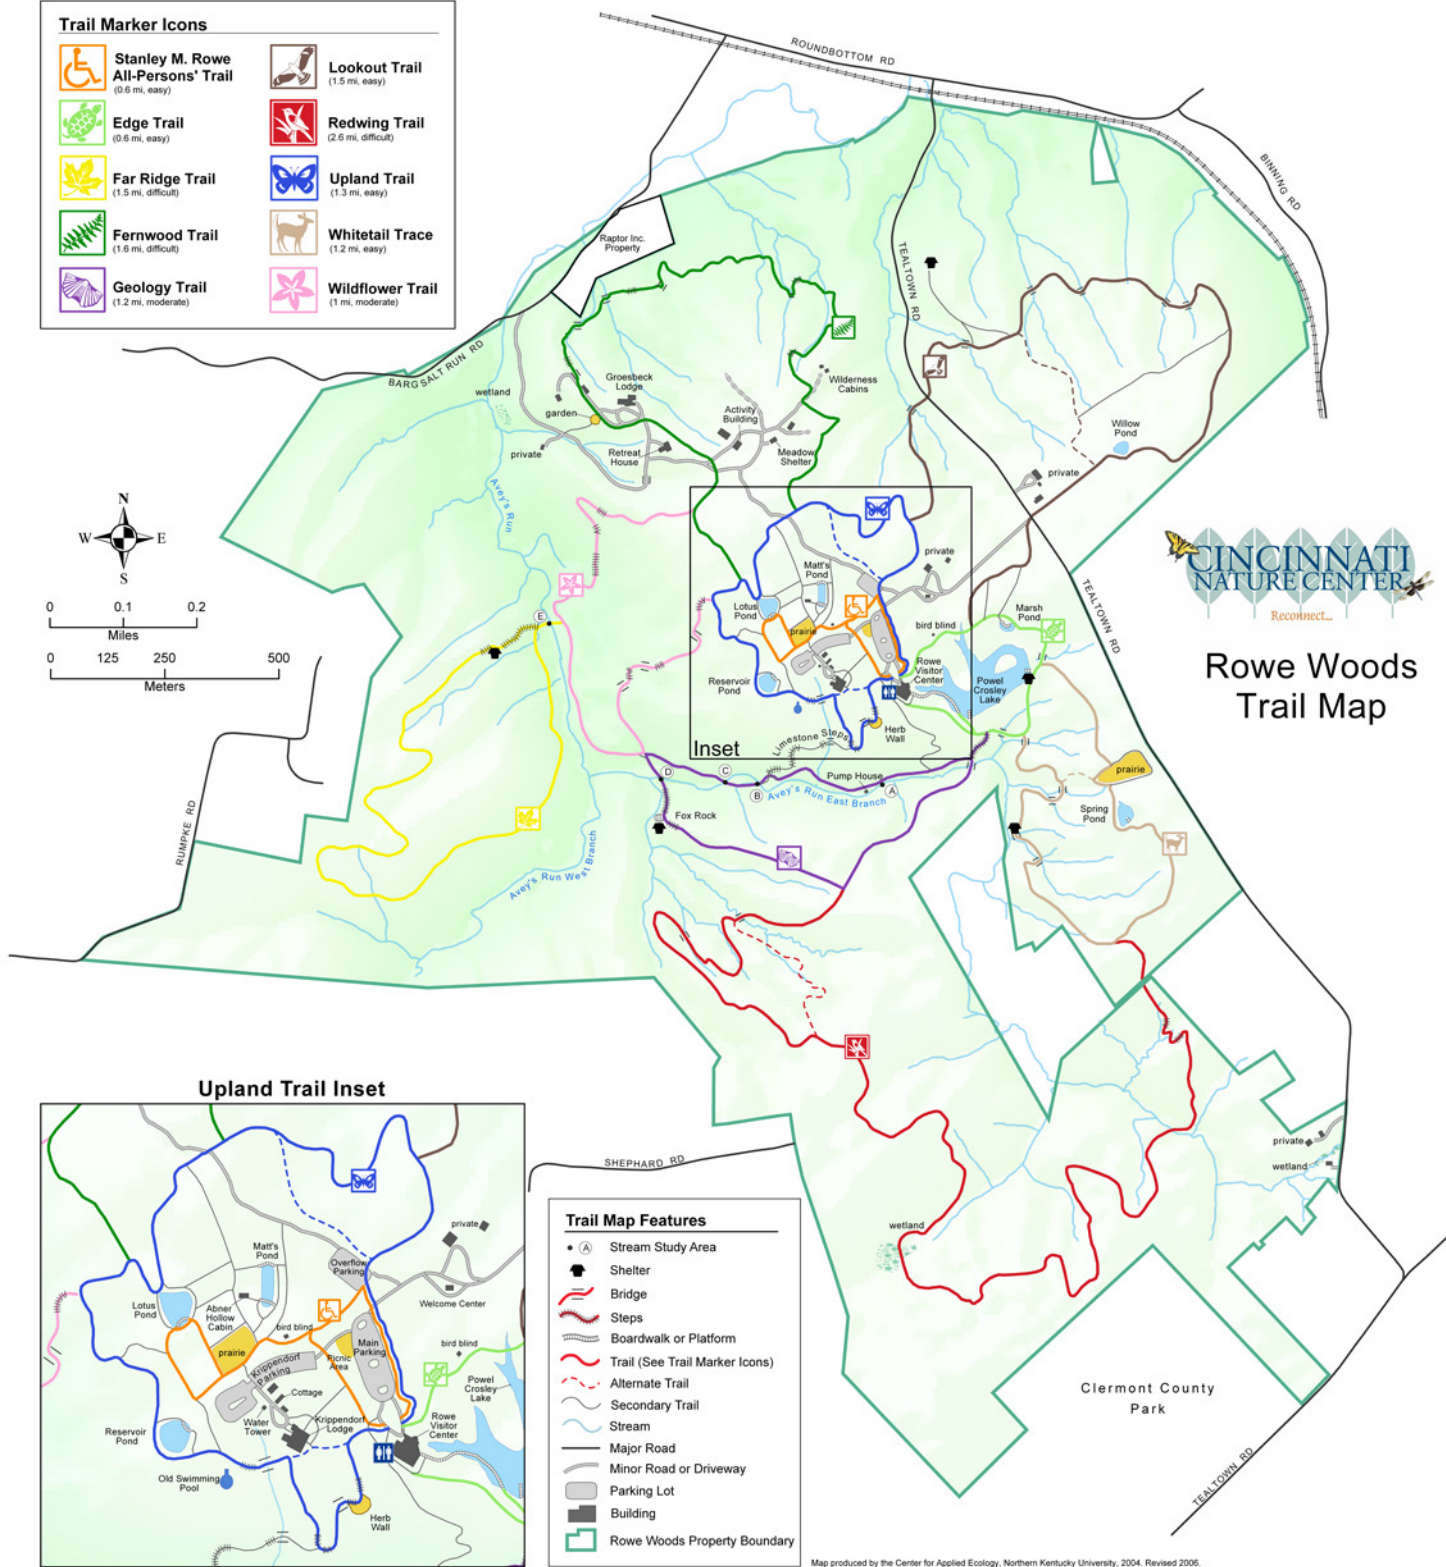 Trail Marker Icons
Stanley M. Rowe
All-Persons' Trail
(0.6 mi, easy)
Edge Trail
(0.6 mi, easy)
Far Ridge Trail
(1.5 mi, difficult)
Fernwood Trail
(1.6 mi, difficult)
Geology Trail
(1.2 mi, moderate)
Lookout Trail
(1.5 mi, easy)
Redwing Trail
(2.6 mi, difficult)
Upland Trail
(1.3 mi, easy)
Whitetail Trace
(1.2 mi, easy)
Wildflower Trail
(1 mi, moderate)
ROUNDBOTTOM RD
BINNING RD
Raptor Inc.
Property
TEALTOWN RD
BARGSALT RUN RD
wetland
Groesbeck
Lodge
garden
private
Retreat
House
Activity
Building
Wilderness
Cabins
Meadow
Shelter
Willow
Pond
private
Avey's Run
N
W
E
S
0
0.1
0.2
Miles
0
125
250
500
Meters
CINCINNATI
NATURE CENTER
Reconnect...
Rowe Woods
Trail Map
private
Matt's
Pond
Lotus
Pond
prairie
bird blind
Marsh
Pond
TEALTOWN RD
Rowe
Visitor
Center
Powel
Crosley
Lake
Reservoir
Pond
Herb
Wall
Limestone Steps
Inset
E
D
C
B
A
Pump House
Avey's Run East Branch
Fox Rock
prairie
Spring
Pond
Avey's Run West Branch
RUMPKE RD
SHEPHARD RD
wetland
private
wetland
Clermont County
Park
TEALTOWN RD
Upland Trail Inset
private
Matt's
Pond
Overflow
Parking
Welcome Center
Lotus
Pond
Abner
Hollow
Cabin
bird blind
prairie
Krippendorf
Parking
Picnic
Area
Main
Parking
bird blind
Powel
Crosley
Lake
Cottage
Water
Tower
Krippendorf
Lodge
Rowe
Visitor
Center
Reservoir
Pond
Old Swimming
Pool
Herb
Wall
Trail Map Features
A
Stream Study Area
Shelter
Bridge
Steps
Boardwalk or Platform
Trail (See Trail Marker Icons)
Alternate Trail
Secondary Trail
Stream
Major Road
Minor Road or Driveway
Parking Lot
Building
Rowe Woods Property Boundary
Map produced by the Center for Applied Ecology, Northern Kentucky University, 2004. Revised 2006.